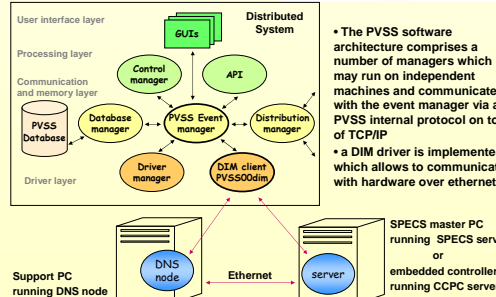 User interface layer
Distributed
System
GUIs
Processing layer
Control
manager
API
Communication
and memory layer
PVSS
Database
Database
manager
PVSS Event
manager
Distribution
manager
Driver
manager
DIM client
PVSS00dim
Driver layer
• The PVSS software
architecture comprises a
number of managers which
may run on independent
machines and communicate
with the event manager via a
PVSS internal protocol on to
of TCP/IP
• a DIM driver is implemente
which allows to communicat
with hardware over ethernet
DNS
node
Ethernet
server
Support PC
running DNS node
SPECS master PC
running SPECS serv
or
embedded controller
running CCPC server